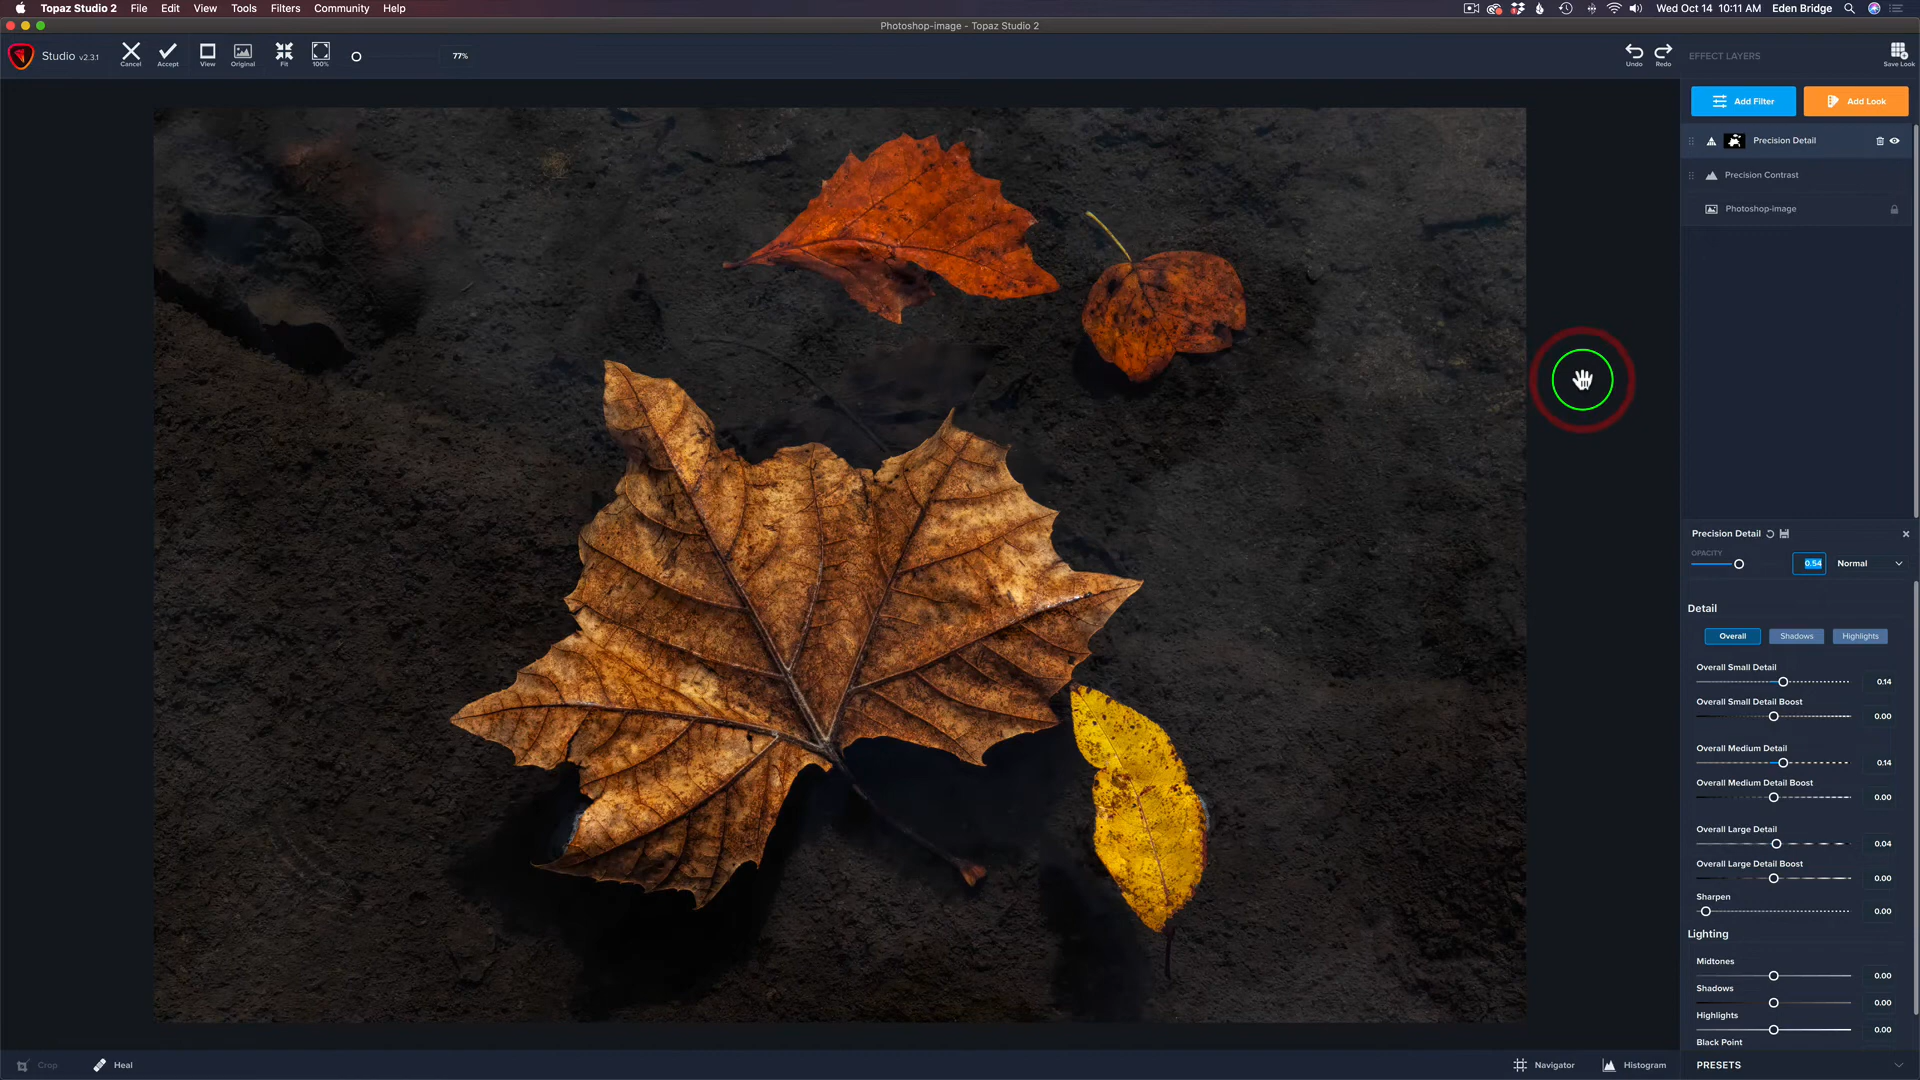 Topaz Studio 2 File Edit View Tools Filters Community Help Wed Oct 14 10:11 AM Eden Bridge
Photoshop-image - Topaz Studio 2
Studio v2.3.1 Cancel Accept View Original Fit 100% 77% Undo Redo EFFECT LAYERS Save Look
Add Filter Add Look
Precision Detail
Precision Contrast
Photoshop-image
Precision Detail
OPACITY 0.54 Normal
Detail
Overall Shadows Highlights
Overall Small Detail
0.14
Overall Small Detail Boost
0.00
Overall Medium Detail
0.14
Overall Medium Detail Boost
0.00
Overall Large Detail
0.04
Overall Large Detail Boost
0.00
Sharpen
0.00
Lighting
Midtones
0.00
Shadows
0.00
Highlights
0.00
Black Point
Crop Heal Navigator Histogram PRESETS